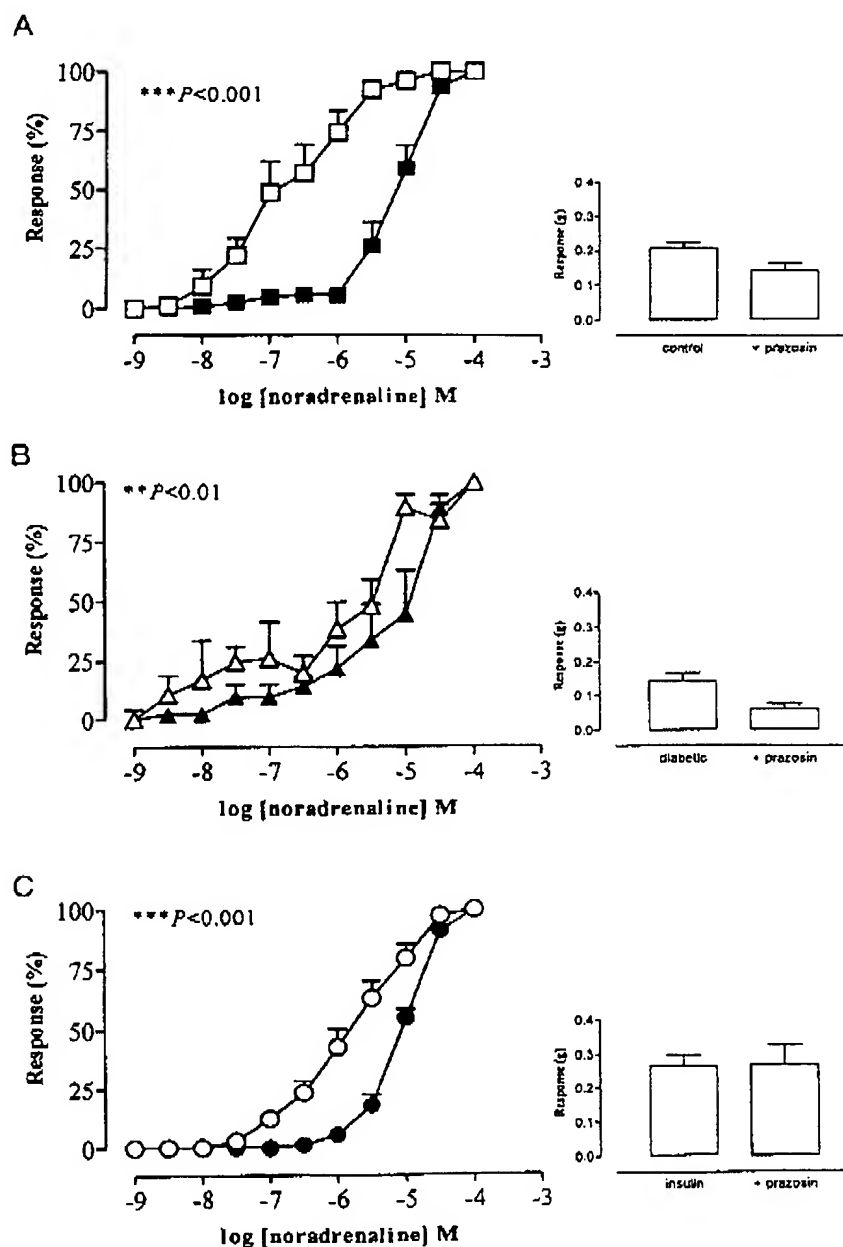 A
***P<0.001
Response (%)
100
75
50
25
0
-9 -8 -7 -6 -5 -4 -3
log [noradrenaline] M
Response (g)
0.4
0.3
0.2
0.1
0.0
control + prazosin
B
**P<0.01
Response (%)
100
75
50
25
0
-9 -8 -7 -6 -5 -4 -3
log [noradrenaline] M
Response (g)
0.4
0.3
0.2
0.1
0.0
diabetic + prazosin
C
***P<0.001
Response (%)
100
75
50
25
0
-9 -8 -7 -6 -5 -4 -3
log [noradrenaline] M
Response (g)
0.4
0.3
0.2
0.1
0.0
insulin + prazosin